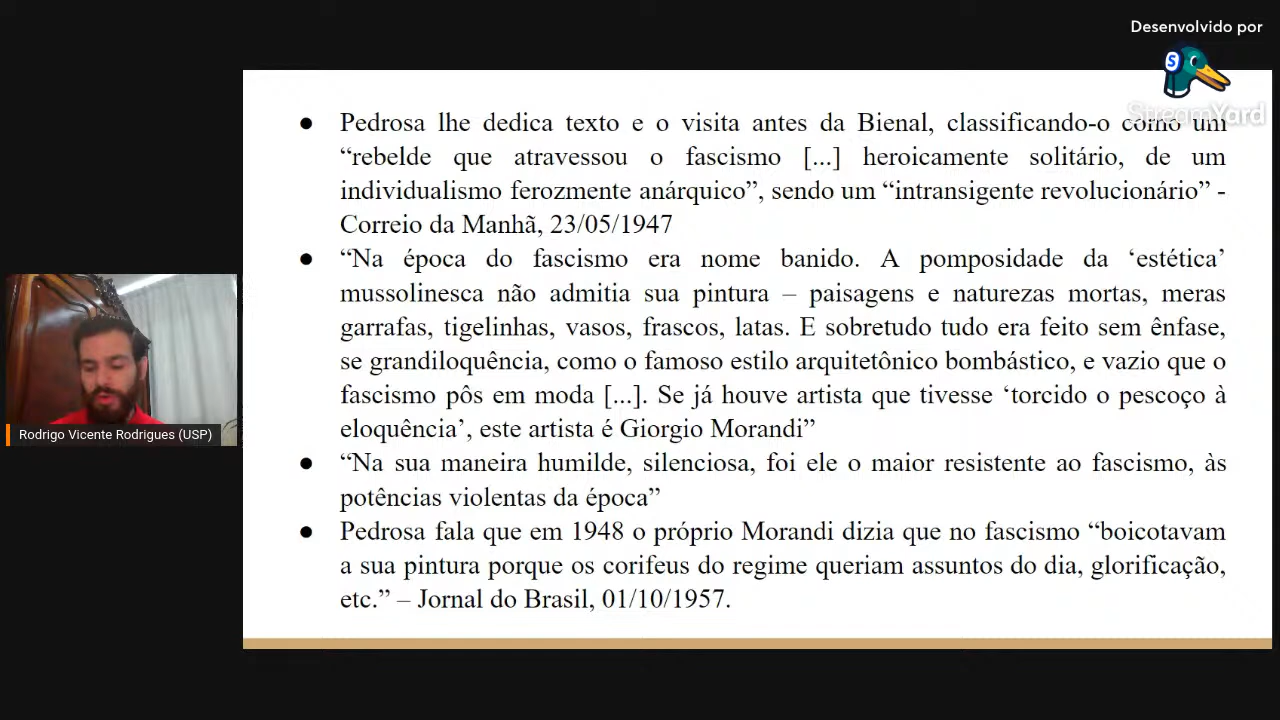 Desenvolvido por
StreamYard
● Pedrosa lhe dedica texto e o visita antes da Bienal, classificando-o como um
“rebelde que atravessou o fascismo [...] heroicamente solitário, de um
individualismo ferozmente anárquico”, sendo um “intransigente revolucionário” -
Correio da Manhã, 23/05/1947
● “Na época do fascismo era nome banido. A pomposidade da ‘estética’
mussolinesca não admitia sua pintura – paisagens e naturezas mortas, meras
garrafas, tigelinhas, vasos, frascos, latas. E sobretudo tudo era feito sem ênfase,
se grandiloquência, como o famoso estilo arquitetônico bombástico, e vazio que o
fascismo pôs em moda [...]. Se já houve artista que tivesse ‘torcido o pescoço à
eloquência’, este artista é Giorgio Morandi”
● “Na sua maneira humilde, silenciosa, foi ele o maior resistente ao fascismo, às
potências violentas da época”
● Pedrosa fala que em 1948 o próprio Morandi dizia que no fascismo “boicotavam
a sua pintura porque os corifeus do regime queriam assuntos do dia, glorificação,
etc.” – Jornal do Brasil, 01/10/1957.
Rodrigo Vicente Rodrigues (USP)